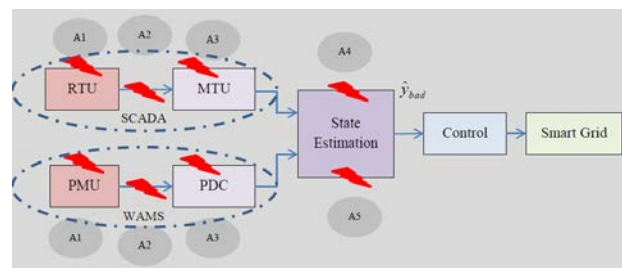 A1
A2
A3
A4
RTU
MTU
SCADA
ŷbad
State
Estimation
Control
Smart Grid
PMU
PDC
WAMS
A1
A2
A3
A5